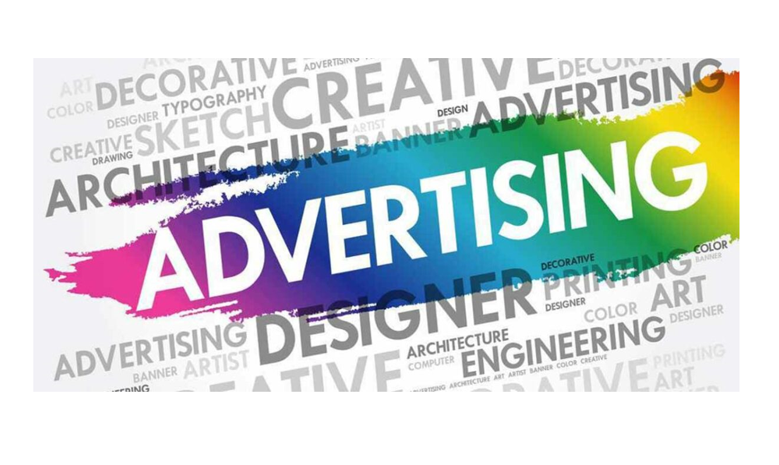 ART DECORATIVE ADVERTISING
COLOR DESIGNER TYPOGRAPHY CREATIVE DECORATIVE
CREATIVE SKETCH ARTIST DESIGN ADVERTISING
DRAWING
ARCHITECTURE BANNER
ADVERTISING
DECORATIVE COLOR
DESIGNER PRINTING BANNER
DESIGNER COLOR ART
ADVERTISING ARCHITECTURE DESIGNER
BANNER ARTIST COMPUTER ENGINEERING
CREATIVE PRINTING
ADVERTISING ARCHITECTURE ART ARTIST BANNER COLOR CREATIVE
ART